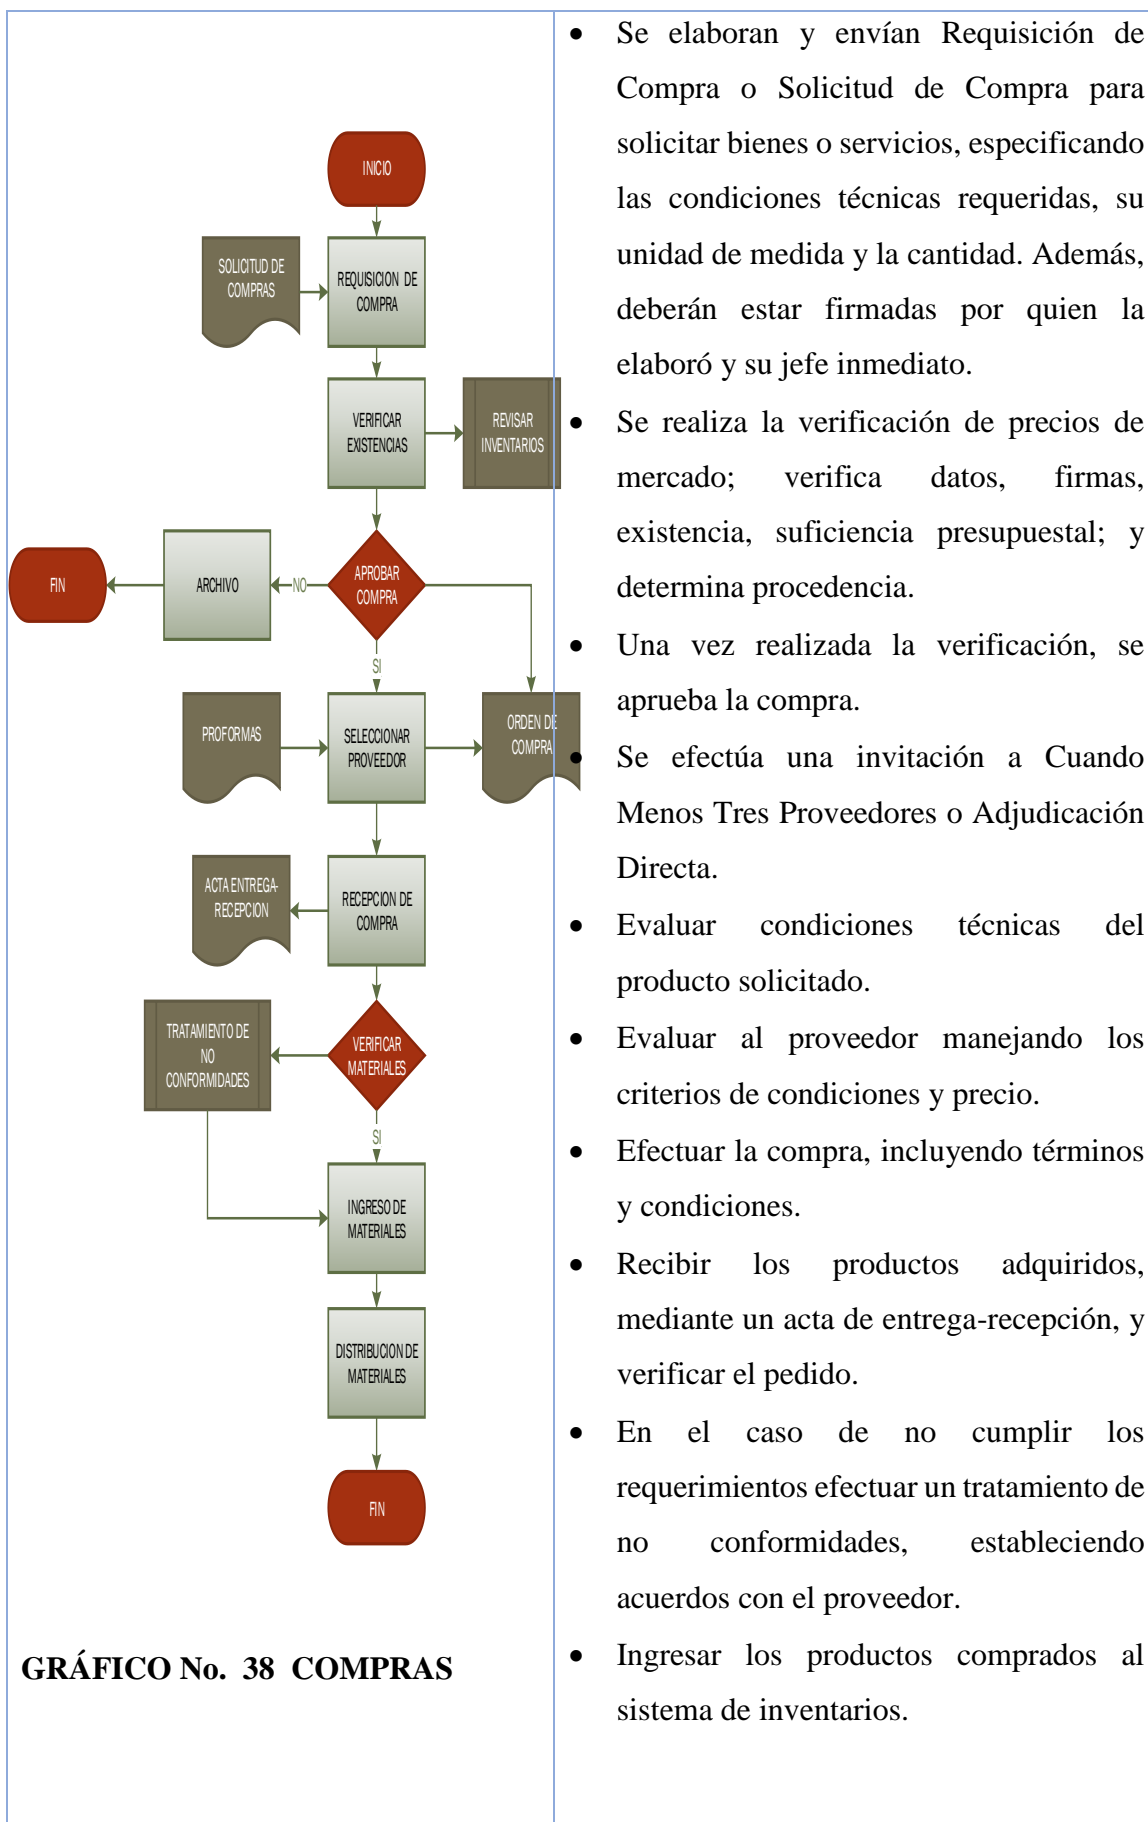 INICIO
SOLICITUD DE
COMPRAS
REQUISICION DE
COMPRA
VERIFICAR
EXISTENCIAS
REVISAR
INVENTARIOS
FIN
ARCHIVO
NO
APROBAR
COMPRA
SI
PROFORMAS
SELECCIONAR
PROVEEDOR
ORDEN DE
COMPRA
ACTA ENTREGA-
RECEPCION
RECEPCION DE
COMPRA
TRATAMIENTO DE
NO
CONFORMIDADES
VERIFICAR
MATERIALES
SI
INGRESO DE
MATERIALES
DISTRIBUCION DE
MATERIALES
FIN
GRÁFICO No. 38 COMPRAS
• Se elaboran y envían Requisición de
Compra o Solicitud de Compra para
solicitar bienes o servicios, especificando
las condiciones técnicas requeridas, su
unidad de medida y la cantidad. Además,
deberán estar firmadas por quien la
elaboró y su jefe inmediato.
• Se realiza la verificación de precios de
mercado; verifica datos, firmas,
existencia, suficiencia presupuestal; y
determina procedencia.
• Una vez realizada la verificación, se
aprueba la compra.
• Se efectúa una invitación a Cuando
Menos Tres Proveedores o Adjudicación
Directa.
• Evaluar condiciones técnicas del
producto solicitado.
• Evaluar al proveedor manejando los
criterios de condiciones y precio.
• Efectuar la compra, incluyendo términos
y condiciones.
• Recibir los productos adquiridos,
mediante un acta de entrega-recepción, y
verificar el pedido.
• En el caso de no cumplir los
requerimientos efectuar un tratamiento de
no conformidades, estableciendo
acuerdos con el proveedor.
• Ingresar los productos comprados al
sistema de inventarios.